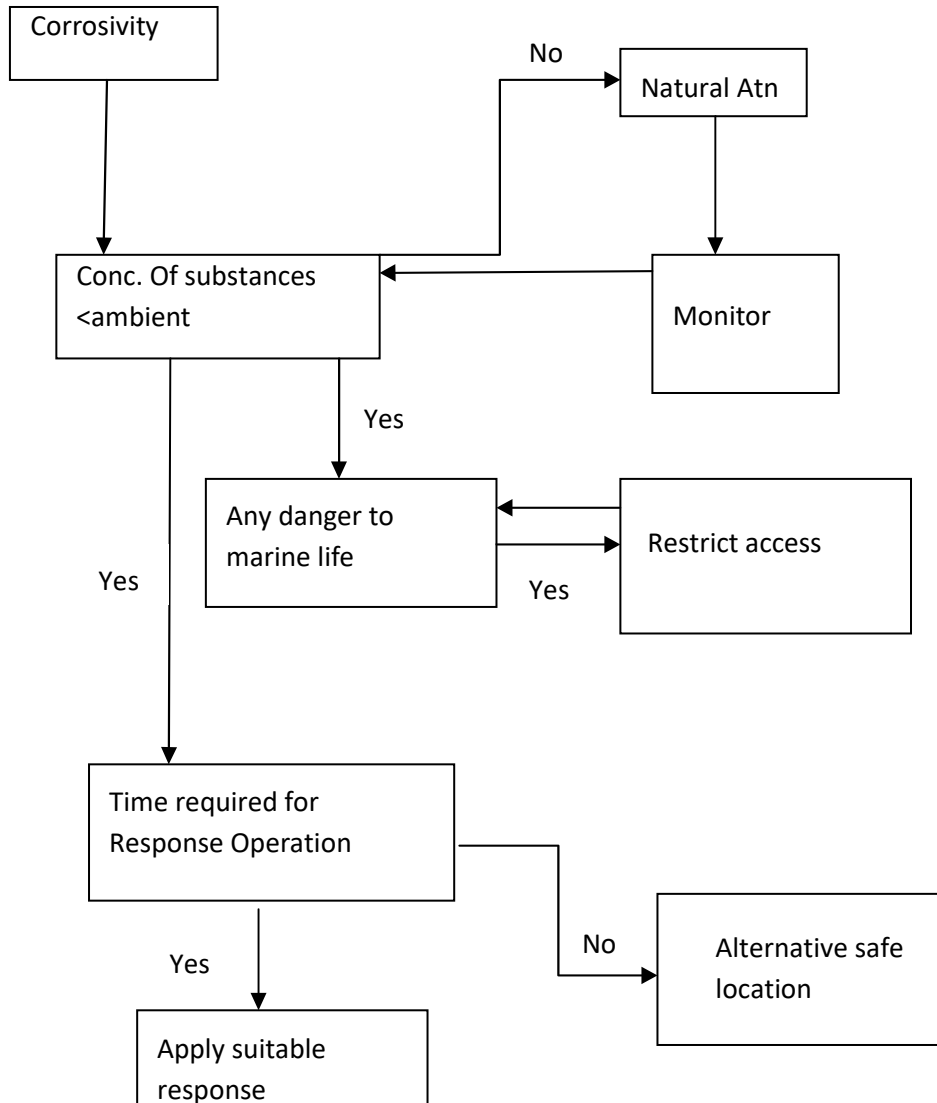 Corrosivity
No
Natural Atn
Conc. Of substances
<ambient
Monitor
Yes
Any danger to
marine life
Restrict access
Yes
Yes
Time required for
Response Operation
No
Alternative safe
location
Yes
Apply suitable
response